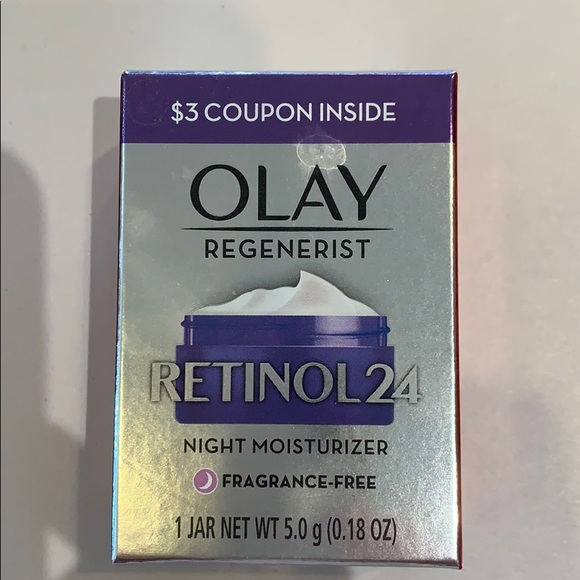 $3 COUPON INSIDE
OLAY
REGENERIST
RETINOL24
NIGHT MOISTURIZER
FRAGRANCE-FREE
1 JAR NET WT 5.0 g (0.18 OZ)